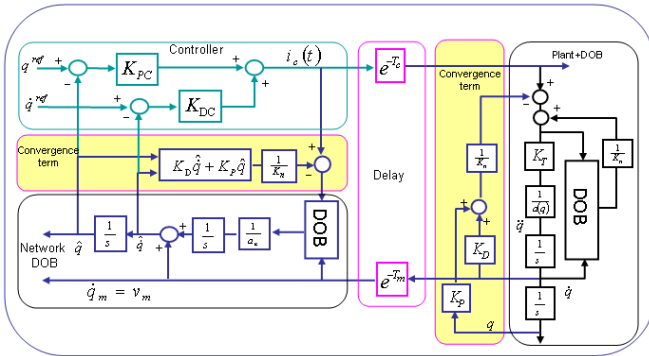 Controller
q^ref
K_PC
i_c(t)
e^{-T_c}
Plant+DOB
q̇^ref
K_DC
Convergence
term
Convergence
term
K_D q̇̂ + K_P q̂
1/K_n
1/K_n
1/K_n
K_T
Delay
DOB
DOB
1/d(q)
q̈
Network
DOB
q̂
1/s
q̇̂
1/s
1/a_n
K_D
1/s
q̇
q̇_m = v_m
e^{-T_m}
K_P
1/s
q